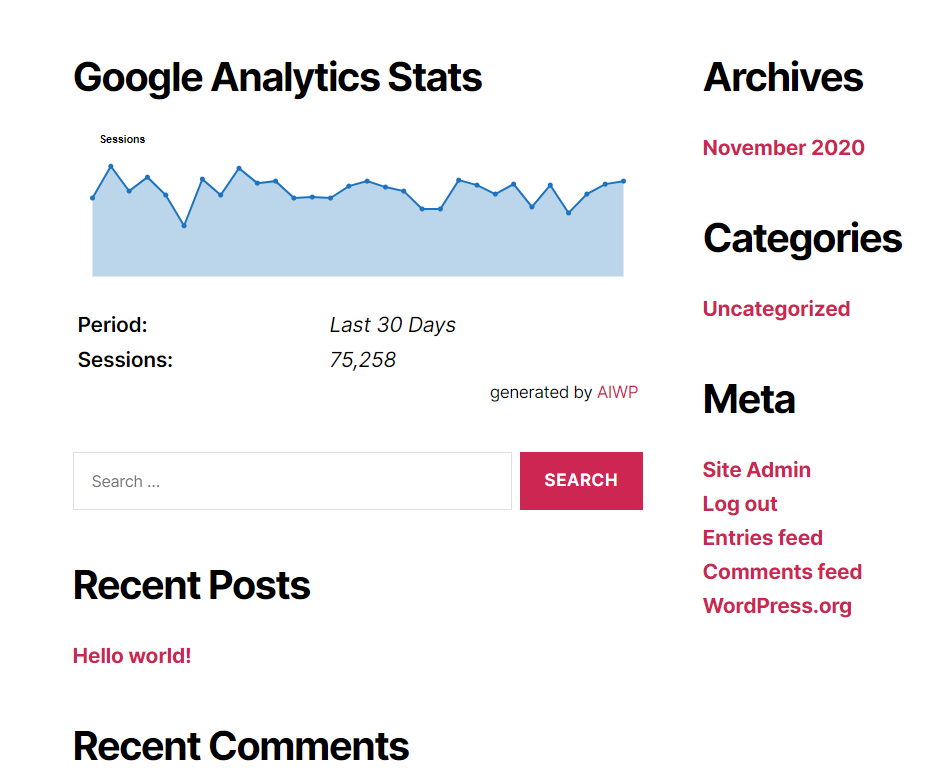 Google Analytics Stats
Sessions
Period: Last 30 Days
Sessions: 75,258
generated by AIWP
Search …
SEARCH
Recent Posts
Hello world!
Recent Comments
Archives
November 2020
Categories
Uncategorized
Meta
Site Admin
Log out
Entries feed
Comments feed
WordPress.org